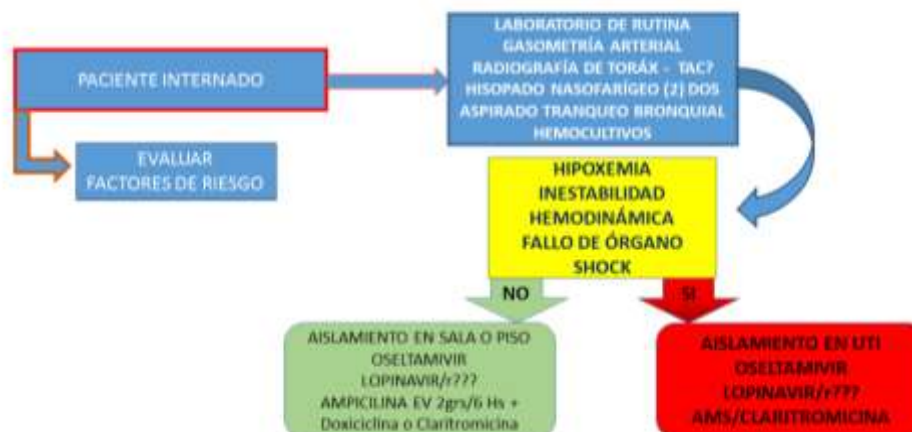 PACIENTE INTERNADO
LABORATORIO DE RUTINA
GASOMETRÍA ARTERIAL
RADIOGRAFÍA DE TORÁX - TAC?
HISOPADO NASOFARÍGEO (2) DOS
ASPIRADO TRANQUEO BRONQUIAL
HEMOCULTIVOS
EVALUAR
FACTORES DE RIESGO
HIPOXEMIA
INESTABILIDAD
HEMODINÁMICA
FALLO DE ÓRGANO
SHOCK
NO
SI
AISLAMIENTO EN SALA O PISO
OSELTAMIVIR
LOPINAVIR/r???
AMPICILINA EV 2grs/6 Hs +
Doxiciclina o Claritromicina
AISLAMIENTO EN UTI
OSELTAMIVIR
LOPINAVIR/r???
AMS/CLARITROMICINA